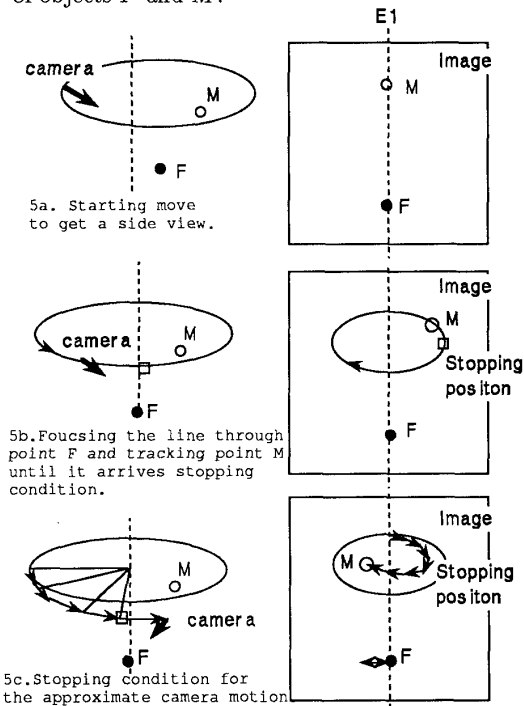 of objects F and M.
E1
camera
M
F
Image
M
F
5a. Starting move
to get a side view.
camera
M
F
Image
M
Stopping
positon
F
5b.Foucsing the line through
point F and tracking point M
until it arrives stopping
condition.
M
camera
F
Image
M
Stopping
positon
F
5c.Stopping condition for
the approximate camera motion